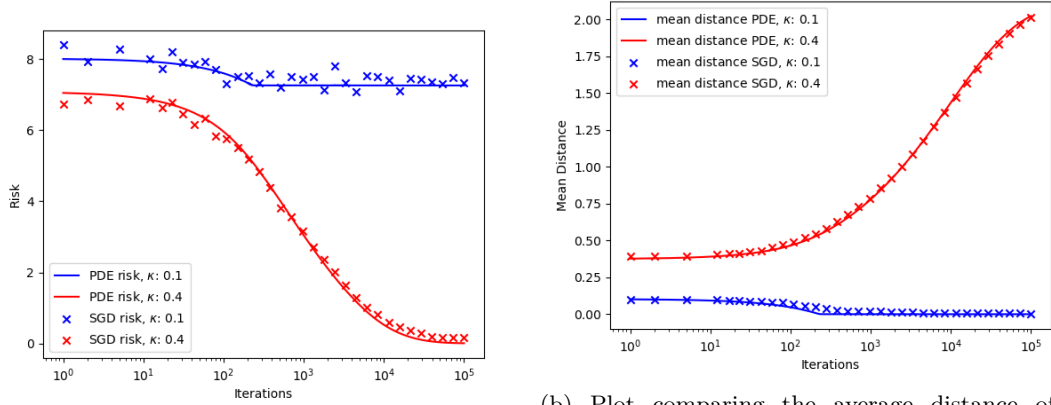 8
6
4
2
0
Risk
PDE risk, κ: 0.1
PDE risk, κ: 0.4
SGD risk, κ: 0.1
SGD risk, κ: 0.4
10^0
10^1
10^2
10^3
10^4
10^5
Iterations
2.00
1.75
1.50
1.25
1.00
0.75
0.50
0.25
0.00
Mean Distance
mean distance PDE, κ: 0.1
mean distance PDE, κ: 0.4
mean distance SGD, κ: 0.1
mean distance SGD, κ: 0.4
10^0
10^1
10^2
10^3
10^4
10^5
Iterations
(b) Plot comparing the average distance of